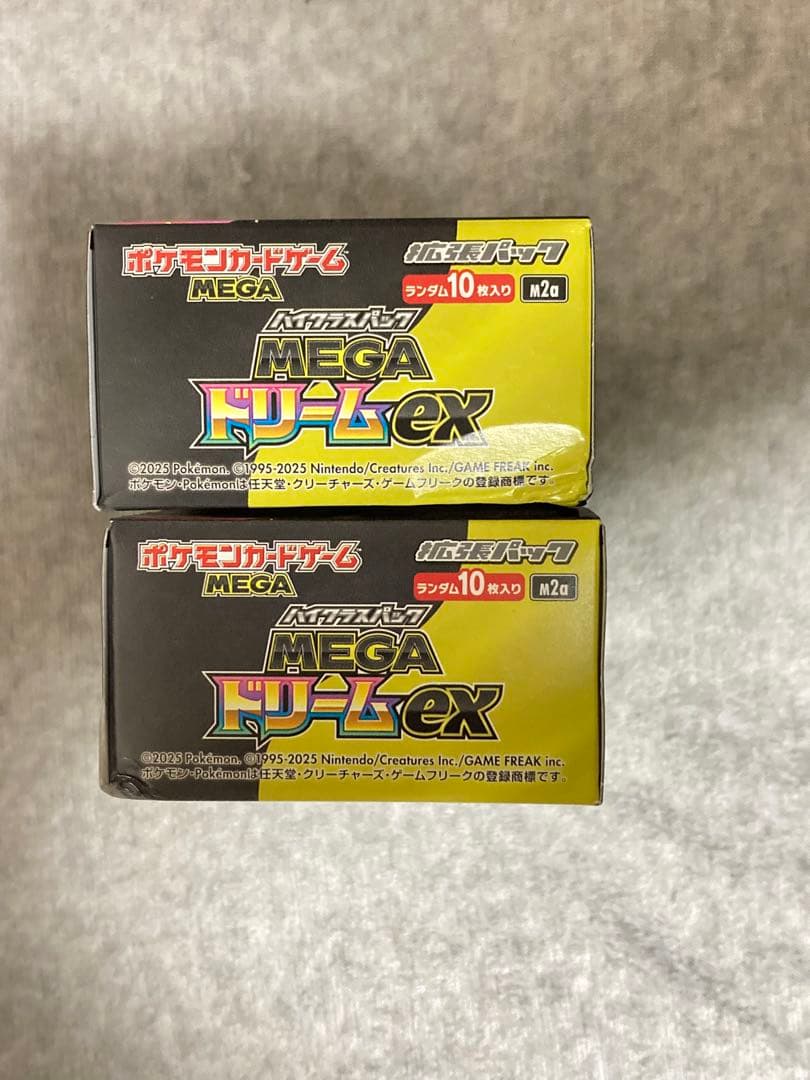 ポケモンカードゲーム 拡張パック
MEGA ランダム10枚入り M2a
ハイクラスパック
MEGA
ドリームex
©2025 Pokémon. ©1995-2025 Nintendo/Creatures Inc./GAME FREAK inc.
ポケモン・Pokémonは任天堂・クリーチャーズ・ゲームフリークの登録商標です。
ポケモンカードゲーム 拡張パック
MEGA ランダム10枚入り M2a
ハイクラスパック
MEGA
ドリームex
©2025 Pokémon. ©1995-2025 Nintendo/Creatures Inc./GAME FREAK inc.
ポケモン・Pokémonは任天堂・クリーチャーズ・ゲームフリークの登録商標です。